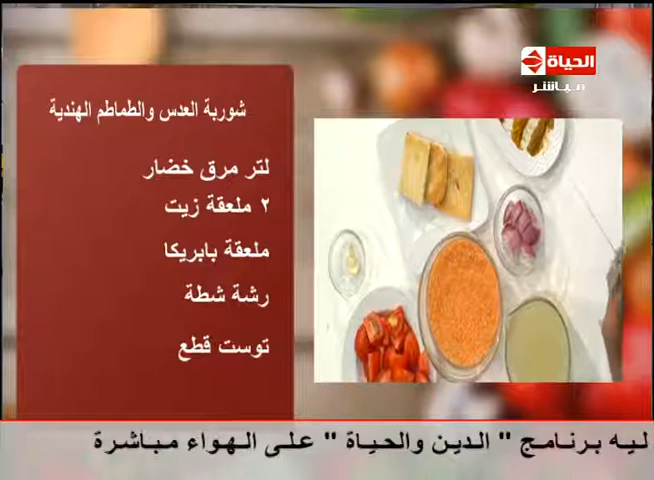 الحياة
مباشر
شوربة العدس والطماطم الهندية
لتر مرق خضار
٢ ملعقة زيت
ملعقة بابريكا
رشة شطة
توست قطع
ليه برنامج " الدين والحياة " على الهواء مباشرة